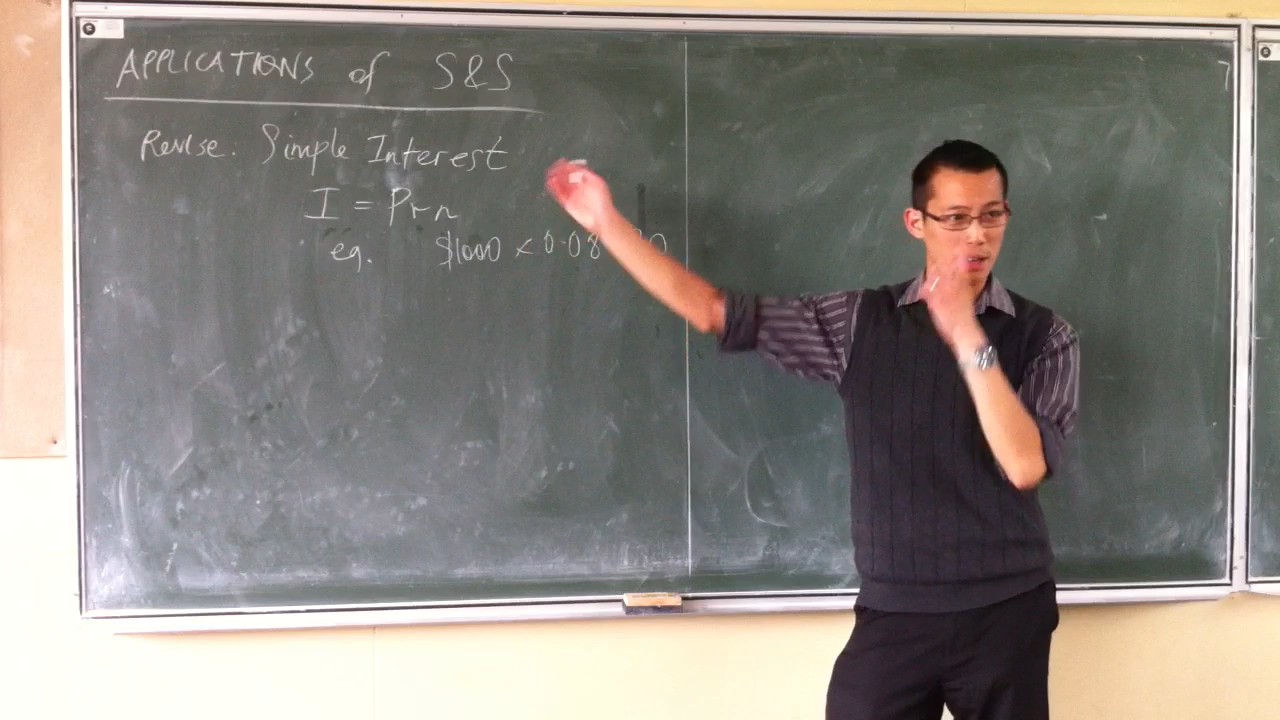 APPLICATIONS of S&S
Revise: Simple Interest
I = Prn
eg. $1000 × 0.08